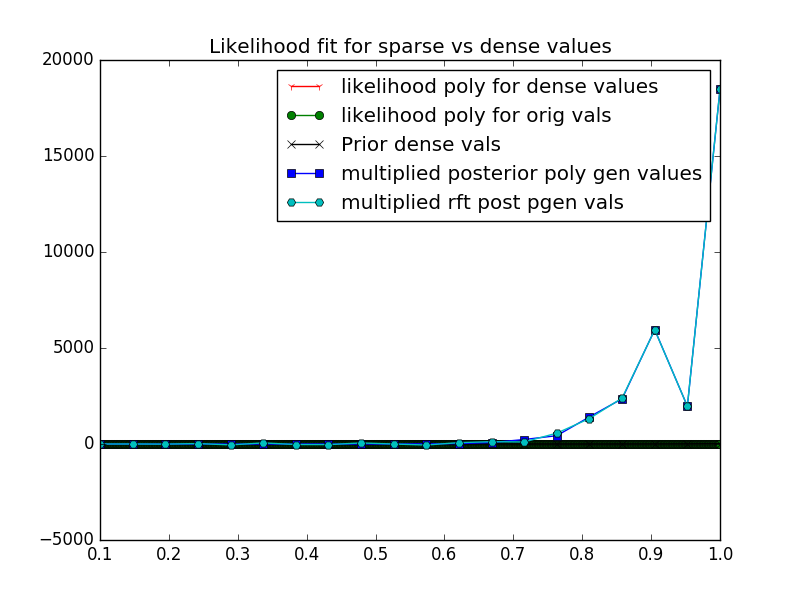 Likelihood fit for sparse vs dense values
20000
15000
10000
5000
0
−5000
likelihood poly for dense values
likelihood poly for orig vals
Prior dense vals
multiplied posterior poly gen values
multiplied rft post pgen vals
0.1 0.2 0.3 0.4 0.5 0.6 0.7 0.8 0.9 1.0